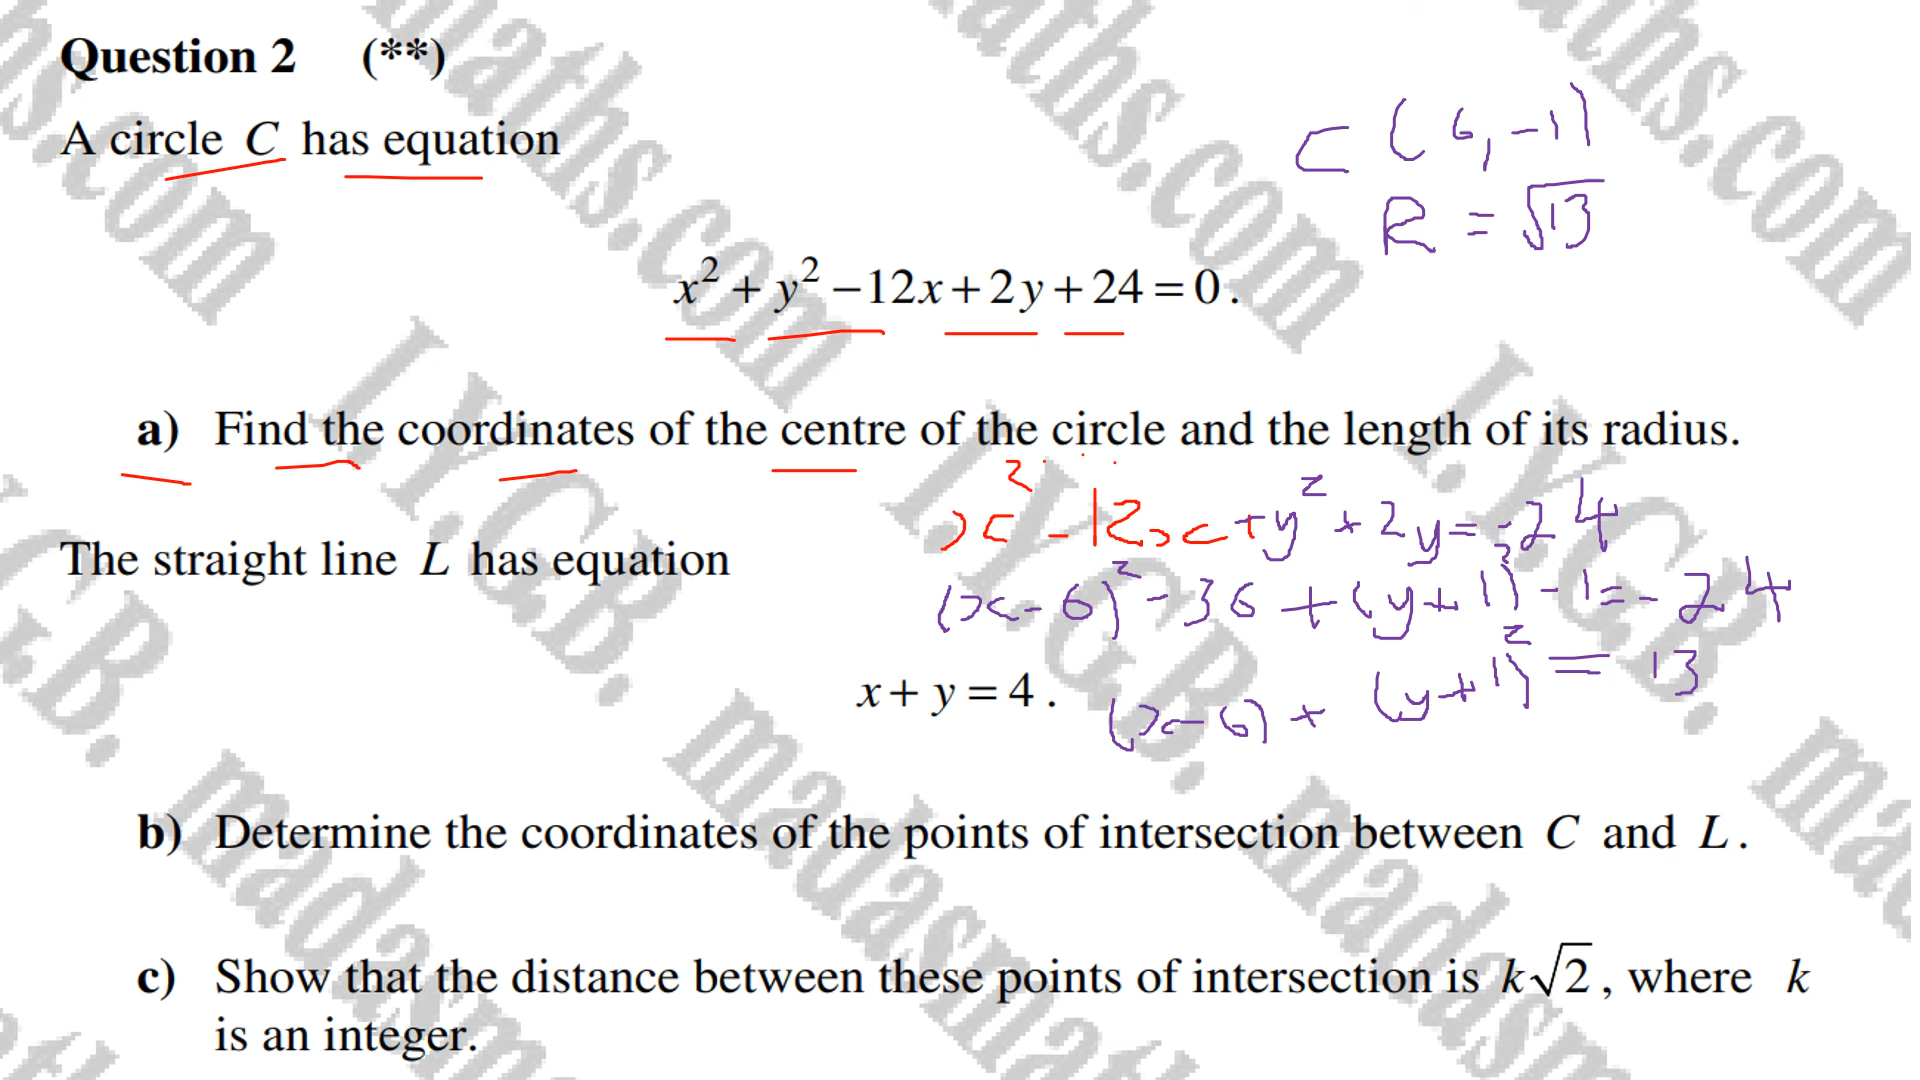 Question 2 (**)
A circle C has equation
C (6, -1)
R = √13
x² + y² − 12x + 2y + 24 = 0.
a) Find the coordinates of the centre of the circle and the length of its radius.
x² - 12x + y² + 2y = -24
The straight line L has equation
(x - 6)² - 36 + (y + 1)² - 1 = - 24
x + y = 4.
(x - 6) + (y + 1)² = 13
b) Determine the coordinates of the points of intersection between C and L.
c) Show that the distance between these points of intersection is k√2, where k
is an integer.
I.Y.G.B. madasmaths.com